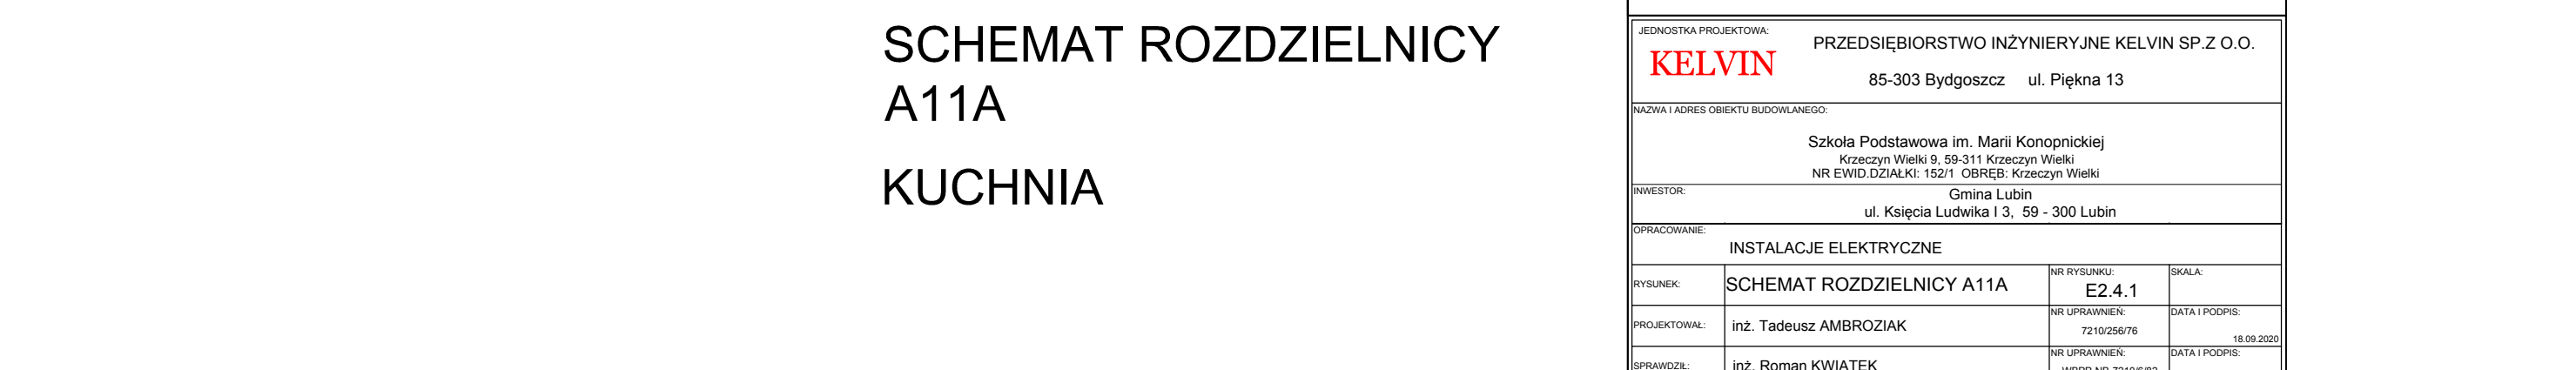 SCHEMAT ROZDZIELNICY
A11A
KUCHNIA
JEDNOSTKA PROJEKTOWA:
KELVIN
PRZEDSIĘBIORSTWO INŻYNIERYJNE KELVIN SP.Z O.O.
85-303 Bydgoszcz ul. Piękna 13
NAZWA I ADRES OBIEKTU BUDOWLANEGO:
Szkoła Podstawowa im. Marii Konopnickiej
Krzeczyn Wielki 9, 59-311 Krzeczyn Wielki
NR EWID.DZIAŁKI: 152/1 OBRĘB: Krzeczyn Wielki
INWESTOR:
Gmina Lubin
ul. Księcia Ludwika I 3, 59 - 300 Lubin
OPRACOWANIE:
INSTALACJE ELEKTRYCZNE
RYSUNEK:
SCHEMAT ROZDZIELNICY A11A
NR RYSUNKU:
E2.4.1
SKALA:
PROJEKTOWAŁ:
inż. Tadeusz AMBROZIAK
NR UPRAWNIEŃ:
7210/256/76
DATA I PODPIS:
18.09.2020
SPRAWDZIŁ:
inż. Roman KWIATEK
NR UPRAWNIEŃ:
DATA I PODPIS: